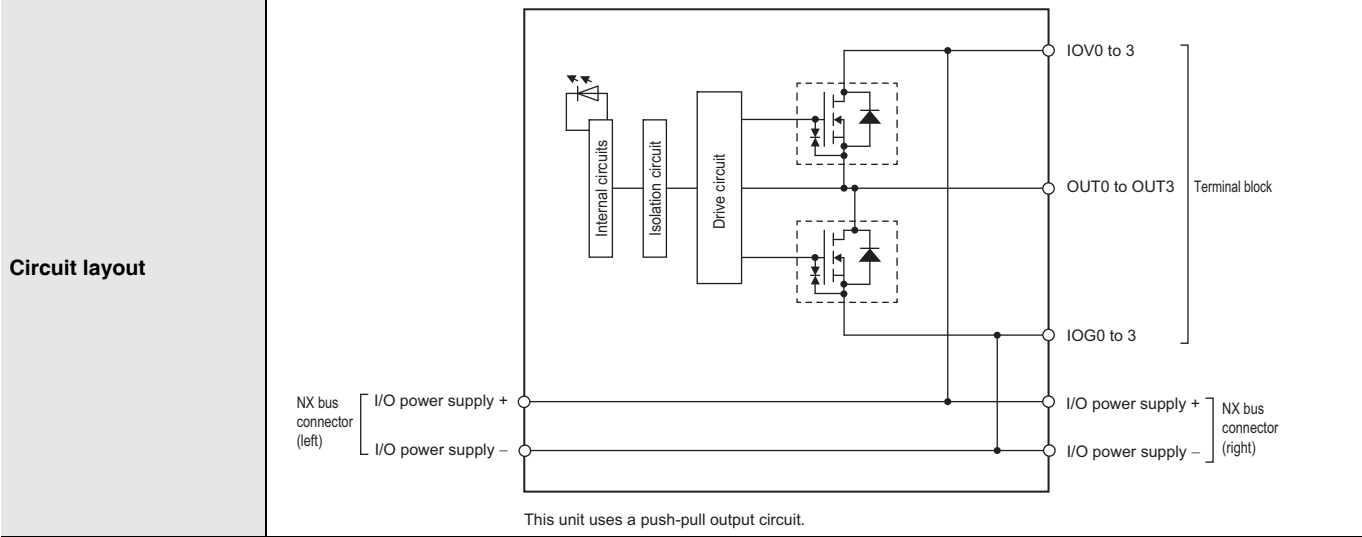 Circuit layout
IOV0 to 3
Internal circuits
Isolation circuit
Drive circuit
OUT0 to OUT3
Terminal block
IOG0 to 3
NX bus
connector
(left)
I/O power supply +
I/O power supply −
I/O power supply +
I/O power supply −
NX bus
connector
(right)
This unit uses a push-pull output circuit.